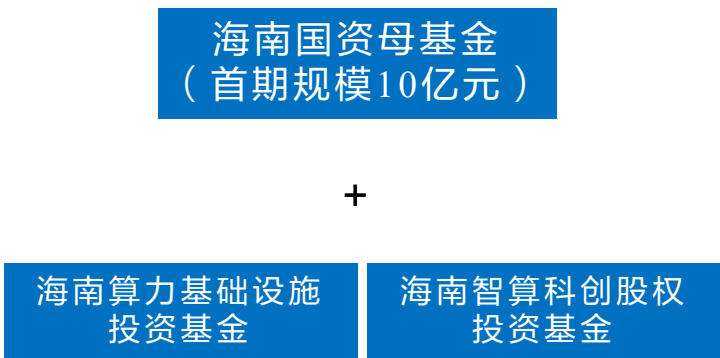 海南国资母基金
（首期规模10亿元）
+
海南算力基础设施
投资基金
海南智算科创股权
投资基金